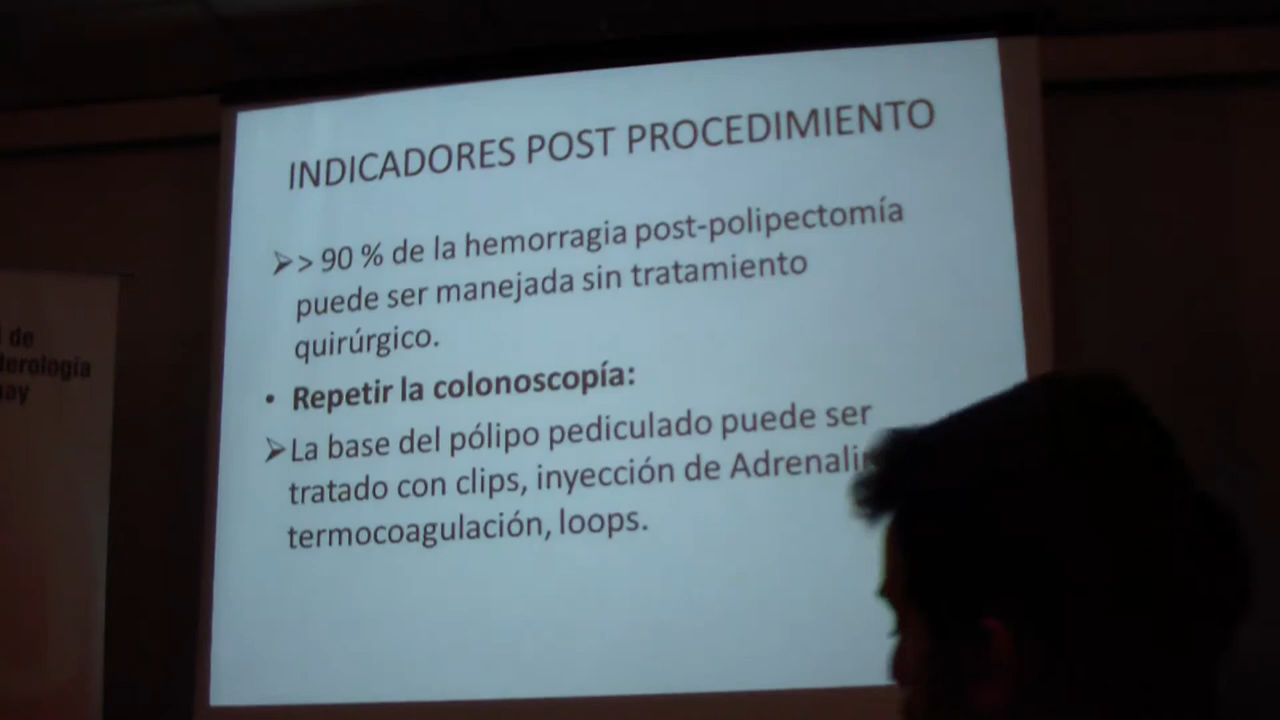 INDICADORES POST PROCEDIMIENTO
> 90 % de la hemorragia post-polipectomía
puede ser manejada sin tratamiento
quirúrgico.
• Repetir la colonoscopía:
La base del pólipo pediculado puede ser
tratado con clips, inyección de
termocoagulación, loops.
de